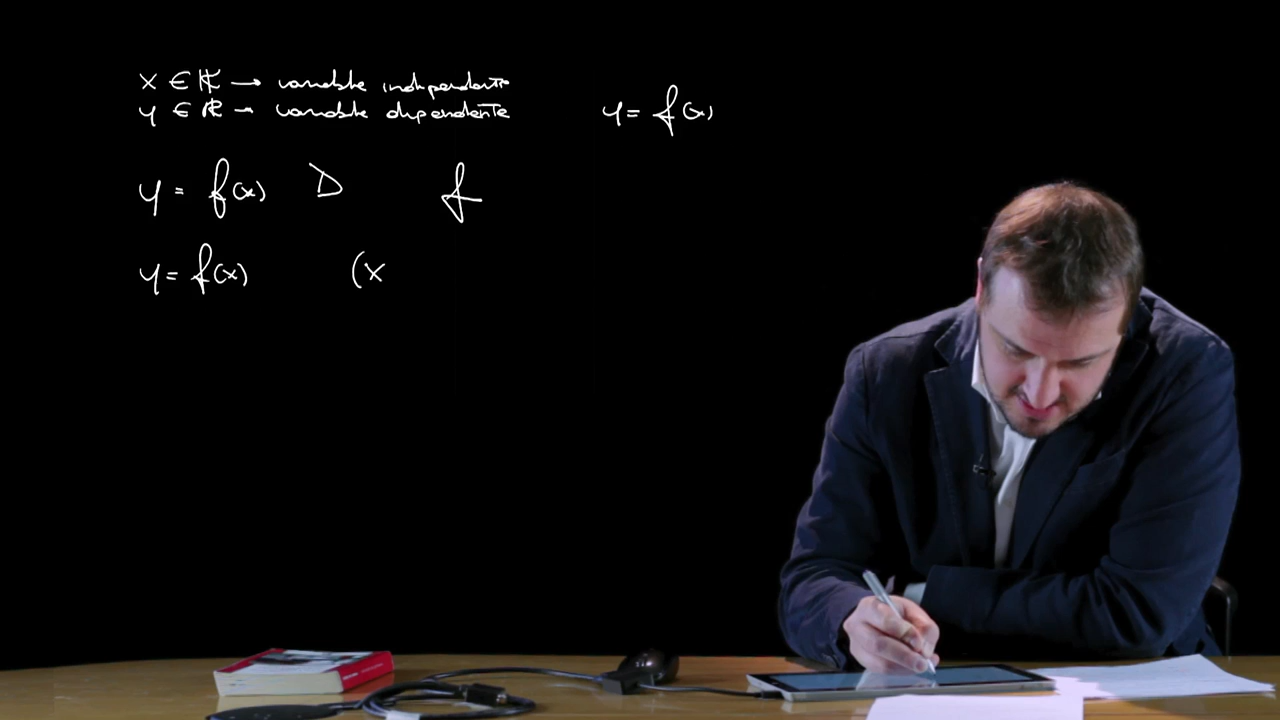 x ∈ ℝ → variabile indipendente y = f(x)
y ∈ ℝ → variabile dipendente
y = f(x) D f
y = f(x) (x